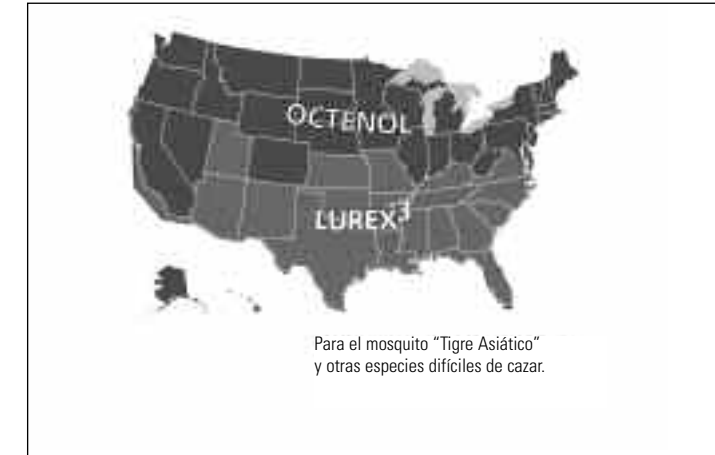 OCTENOL
LUREX³
Para el mosquito “Tigre Asiático”
y otras especies difíciles de cazar.